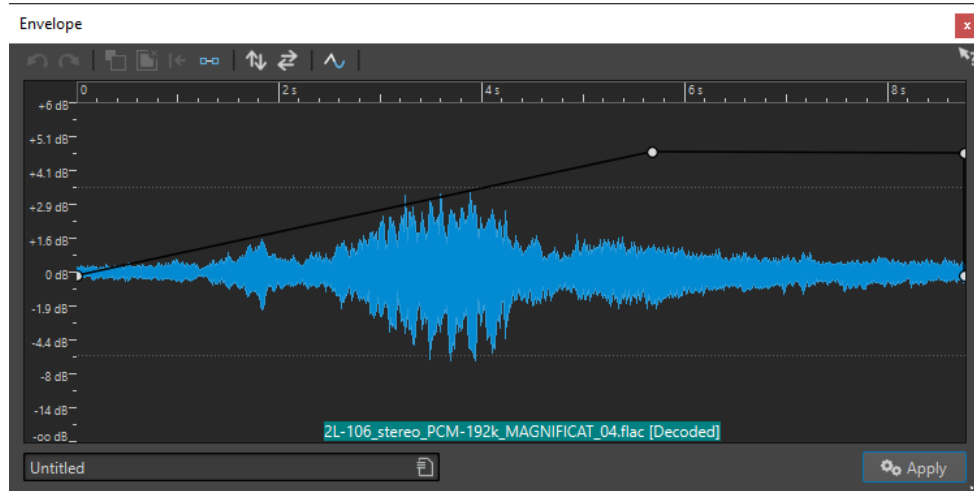 Envelope
x
0
2 s
4 s
6 s
8 s
+6 dB
+5.1 dB
+4.1 dB
+2.9 dB
+1.6 dB
0 dB
-1.9 dB
-4.4 dB
-8 dB
-14 dB
-oo dB
2L-106_stereo_PCM-192k_MAGNIFICAT_04.flac [Decoded]
Untitled
Apply